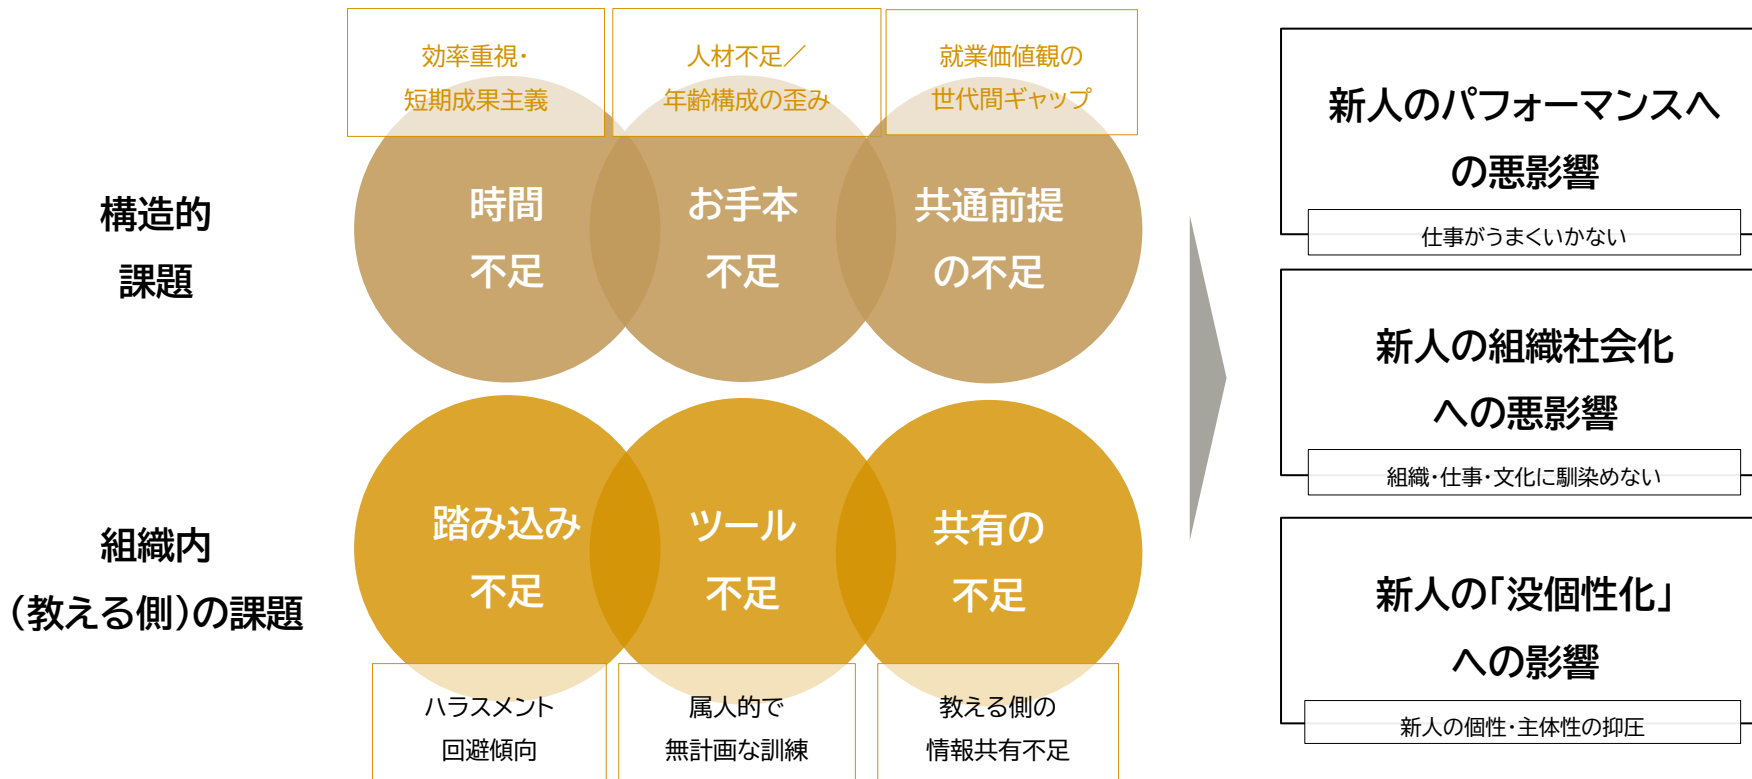 効率重視・
短期成果主義
人材不足／
年齢構成の歪み
就業価値観の
世代間ギャップ
構造的
課題
時間
不足
お手本
不足
共通前提
の不足
組織内
（教える側）の課題
踏み込み
不足
ツール
不足
共有の
不足
ハラスメント
回避傾向
属人的で
無計画な訓練
教える側の
情報共有不足
新人のパフォーマンスへ
の悪影響
仕事がうまくいかない
新人の組織社会化
への悪影響
組織・仕事・文化に馴染めない
新人の「没個性化」
への影響
新人の個性・主体性の抑圧